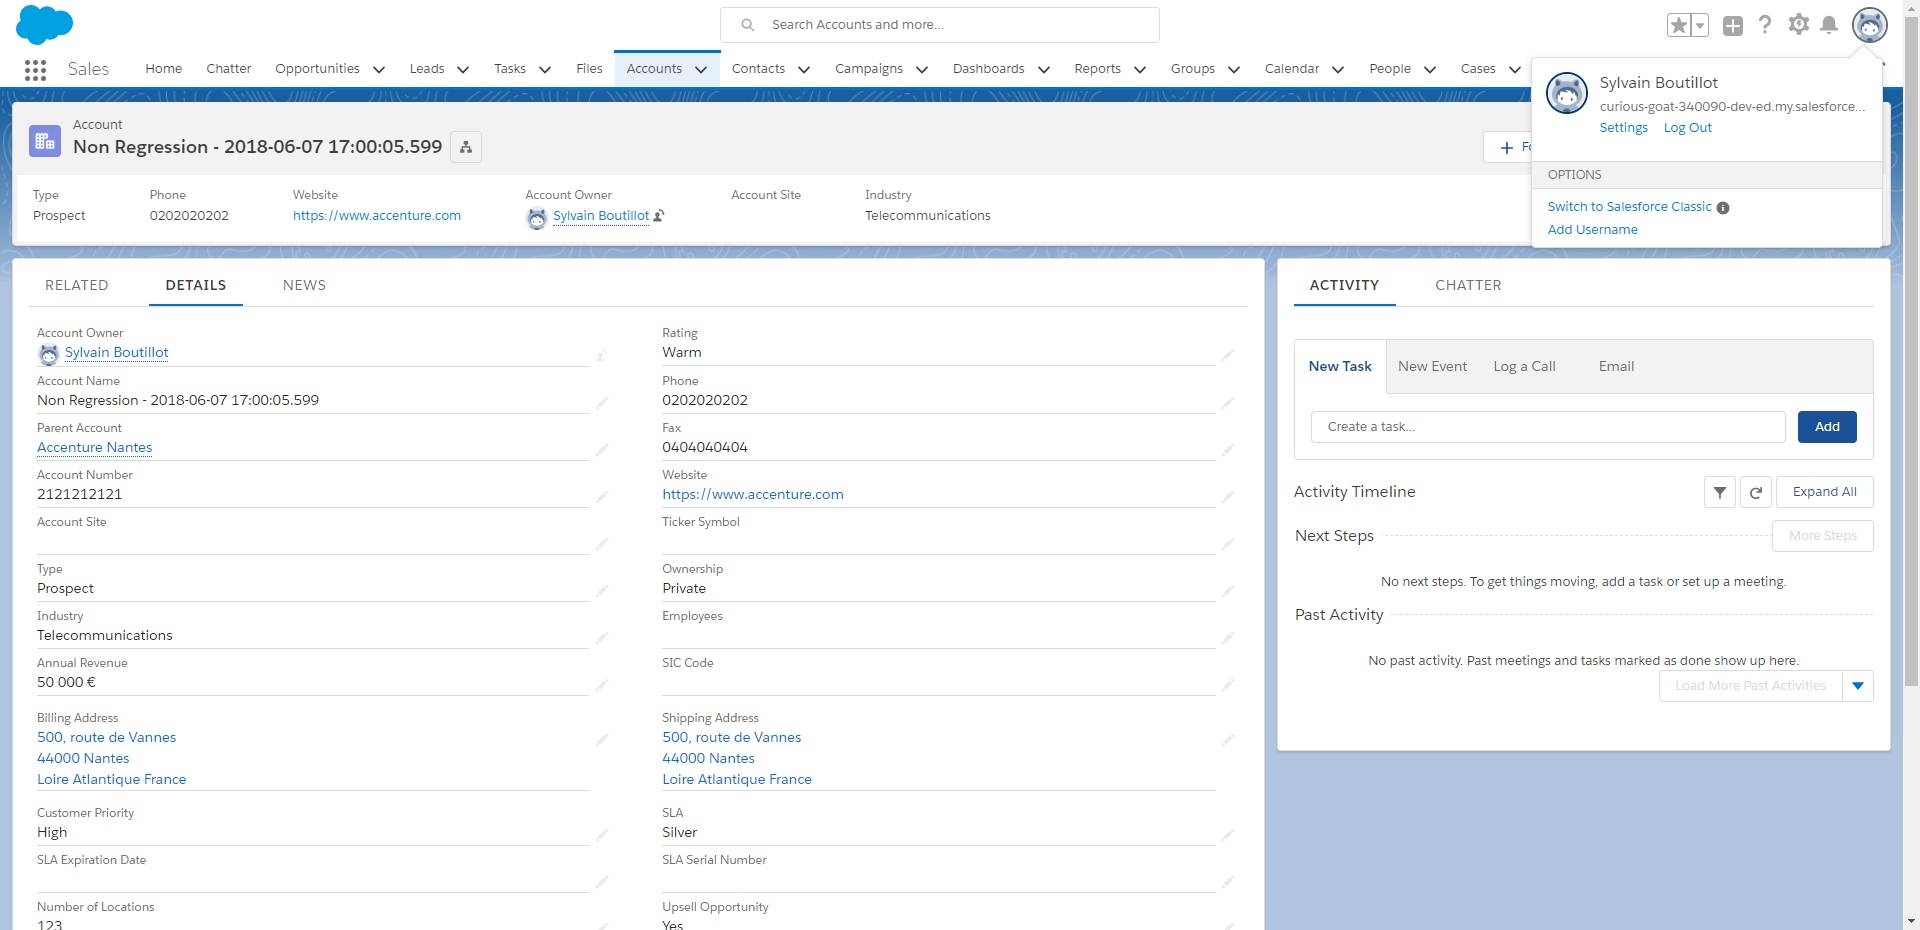 Search Accounts and more...
Sales
Home
Chatter
Opportunities
Leads
Tasks
Files
Accounts
Contacts
Campaigns
Dashboards
Reports
Groups
Calendar
People
Cases
Sylvain Boutillot
curious-goat-340090-dev-ed.my.salesforce...
Settings Log Out
OPTIONS
Switch to Salesforce Classic
Add Username
Account
Non Regression - 2018-06-07 17:00:05.599
Type
Prospect
Phone
0202020202
Website
https://www.accenture.com
Account Owner
Sylvain Boutillot
Account Site
Industry
Telecommunications
RELATED
DETAILS
NEWS
Account Owner
Sylvain Boutillot
Rating
Warm
Account Name
Non Regression - 2018-06-07 17:00:05.599
Phone
0202020202
Parent Account
Accenture Nantes
Fax
0404040404
Account Number
2121212121
Website
https://www.accenture.com
Account Site
Ticker Symbol
Type
Prospect
Ownership
Private
Industry
Telecommunications
Employees
Annual Revenue
50 000 €
SIC Code
Billing Address
500, route de Vannes
44000 Nantes
Loire Atlantique France
Shipping Address
500, route de Vannes
44000 Nantes
Loire Atlantique France
Customer Priority
High
SLA
Silver
SLA Expiration Date
SLA Serial Number
Number of Locations
123
Upsell Opportunity
Yes
ACTIVITY
CHATTER
New Task
New Event
Log a Call
Email
Create a task...
Add
Activity Timeline
Expand All
Next Steps
More Steps
No next steps. To get things moving, add a task or set up a meeting.
Past Activity
No past activity. Past meetings and tasks marked as done show up here.
Load More Past Activities